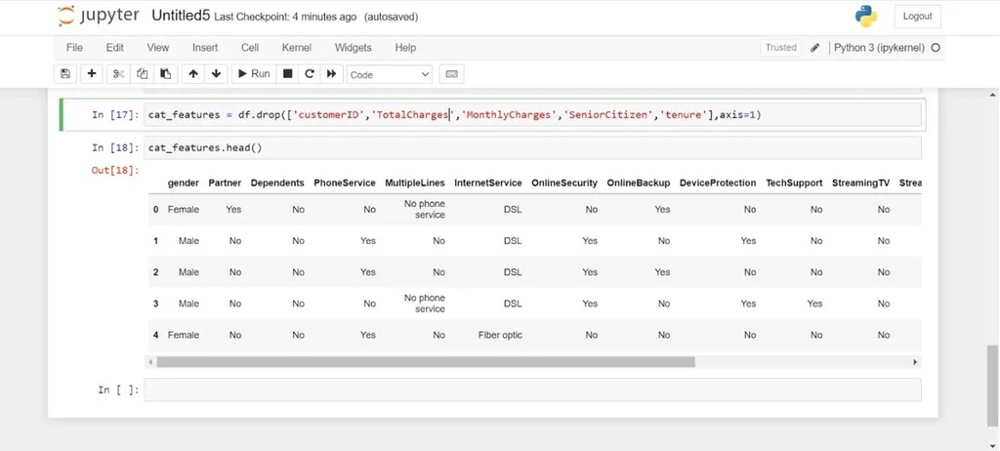 jupyter Untitled5 Last Checkpoint: 4 minutes ago (autosaved) Logout
File Edit View Insert Cell Kernel Widgets Help Trusted Python 3 (ipykernel)
Run Code
In [17]: cat_features = df.drop(['customerID','TotalCharges','MonthlyCharges','SeniorCitizen','tenure'],axis=1)
In [18]: cat_features.head()
Out[18]:
gender Partner Dependents PhoneService MultipleLines InternetService OnlineSecurity OnlineBackup DeviceProtection TechSupport StreamingTV Strea
0 Female Yes No No No phone service DSL No Yes No No No
1 Male No No Yes No DSL Yes No Yes No No
2 Male No No Yes No DSL Yes Yes No No No
3 Male No No No No phone service DSL Yes No Yes Yes No
4 Female No No Yes No Fiber optic No No No No No
In [ ]: